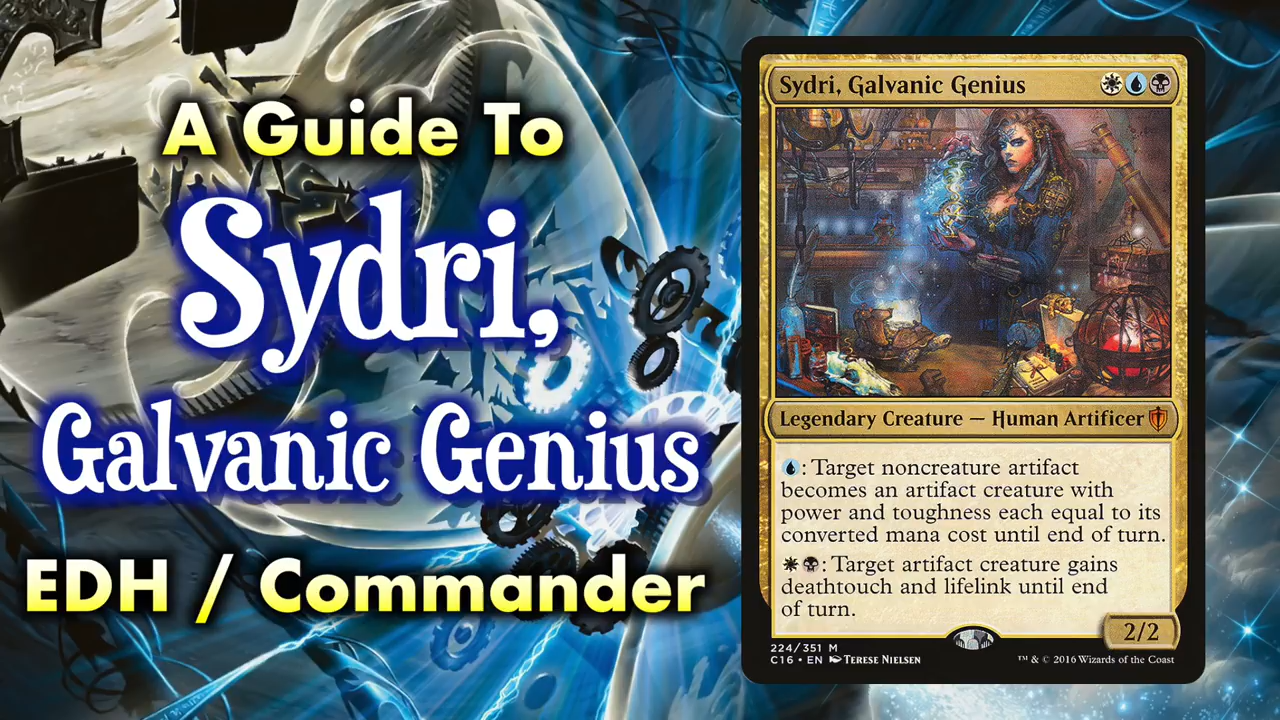 A Guide To
Sydri,
Galvanic Genius
EDH / Commander
Sydri, Galvanic Genius
Legendary Creature — Human Artificer
: Target noncreature artifact
becomes an artifact creature with
power and toughness each equal to its
converted mana cost until end of turn.
: Target artifact creature gains
deathtouch and lifelink until end
of turn.
2/2
224/351 M
C16 • EN Terese Nielsen
™ & © 2016 Wizards of the Coast